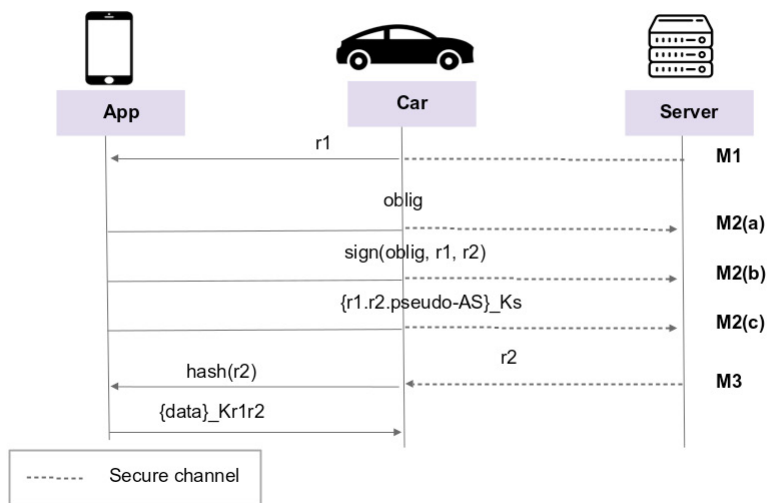 App
Car
Server
r1
M1
oblig
M2(a)
sign(oblig, r1, r2)
M2(b)
{r1.r2.pseudo-AS}_Ks
M2(c)
r2
hash(r2)
M3
{data}_Kr1r2
Secure channel